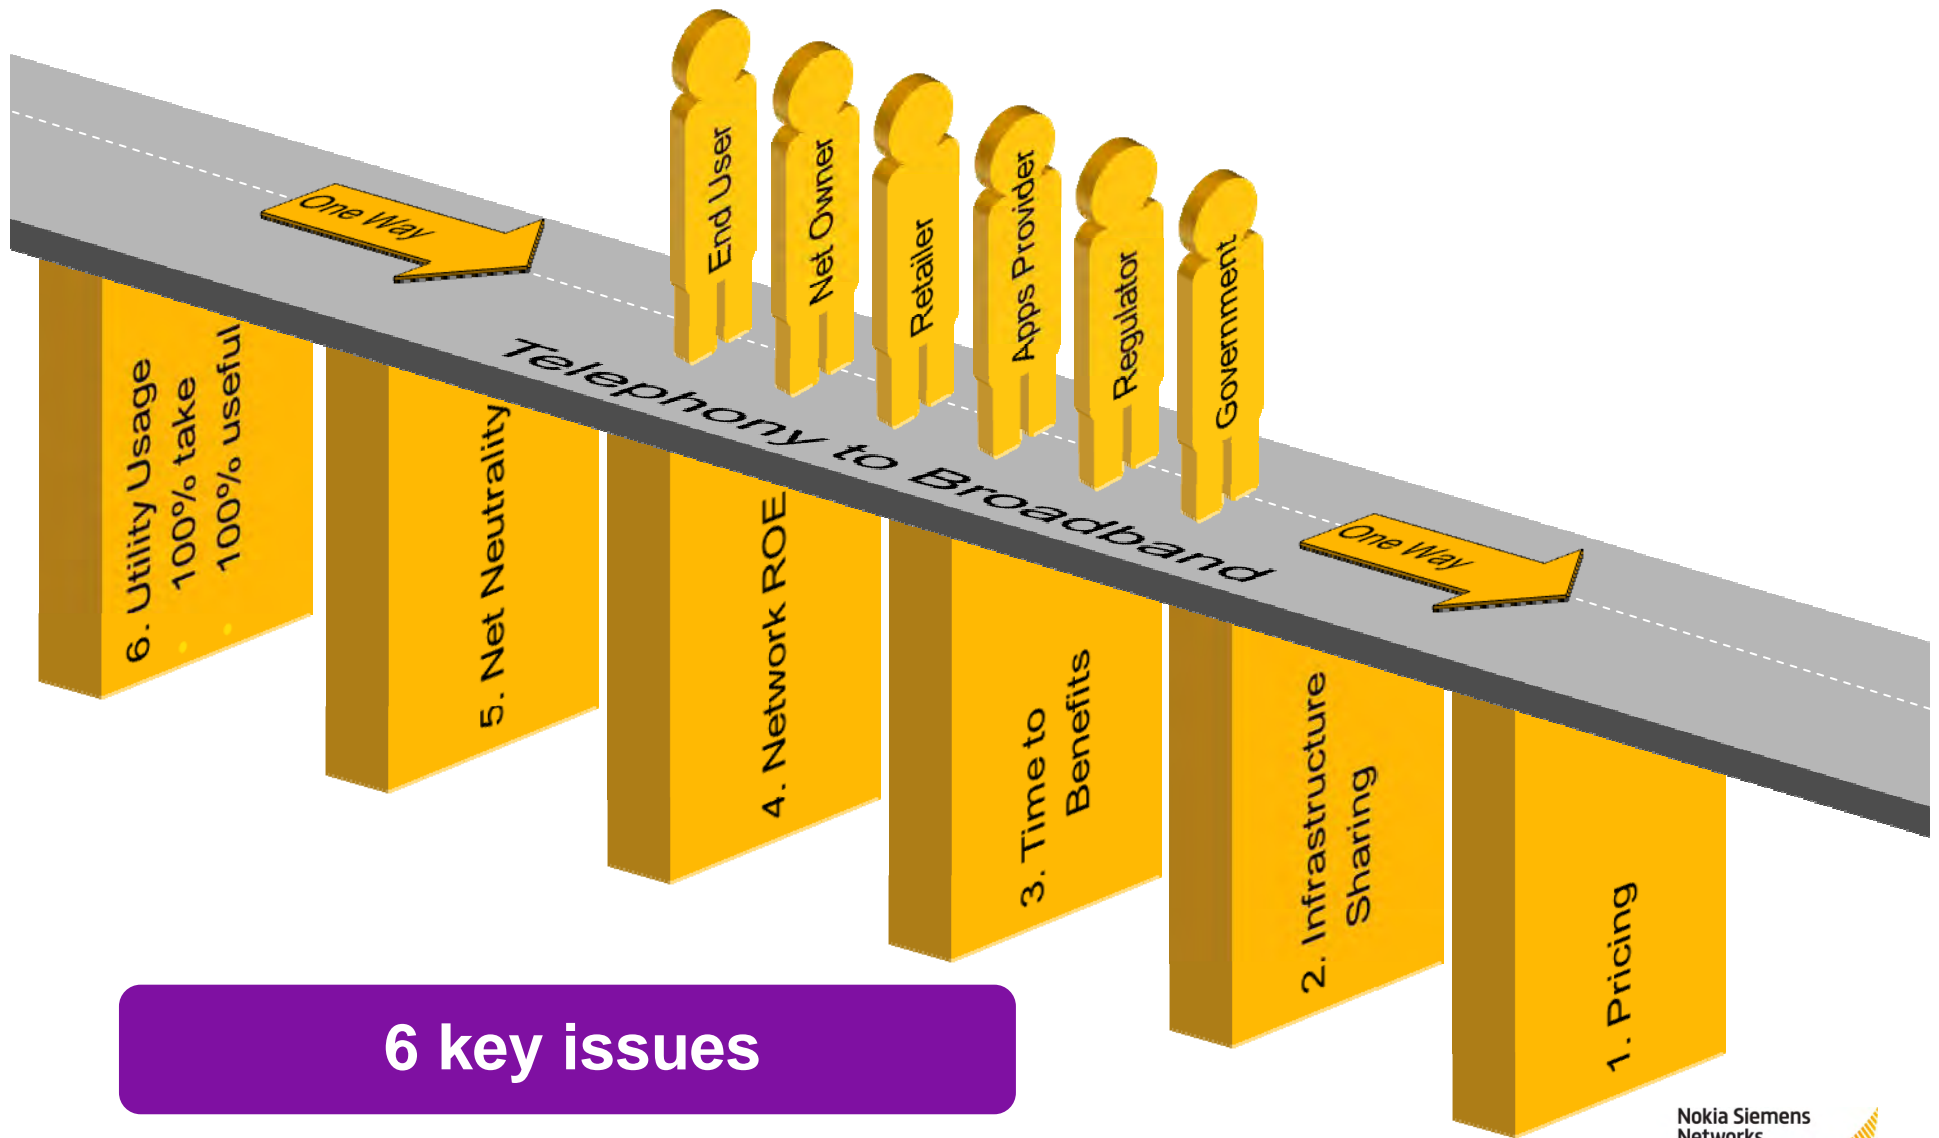 End User
Net Owner
Retailer
Apps Provider
Regulator
Government
One Way
Telephony to Broadband
One Way
6. Utility Usage
100% take
100% useful
5. Net Neutrality
4. Network ROE
3. Time to
Benefits
2. Infrastructure
Sharing
1. Pricing
6 key issues
Nokia Siemens
Networks